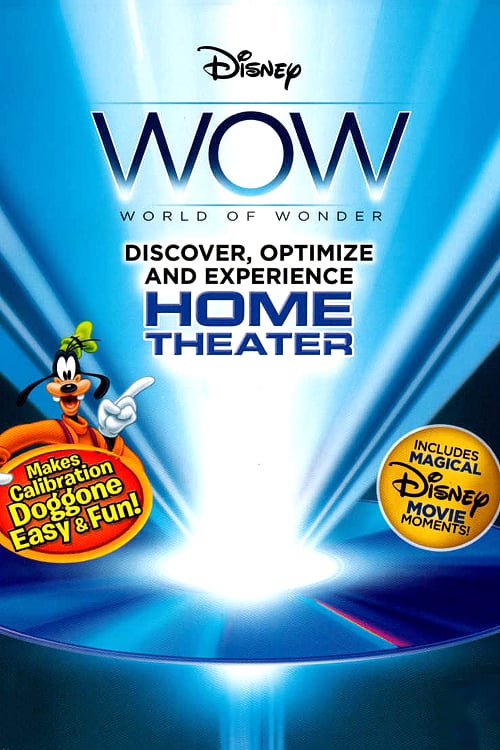 Disney
WOW
WORLD OF WONDER
DISCOVER, OPTIMIZE
AND EXPERIENCE
HOME
THEATER
Makes
Calibration
Doggone
Easy & Fun!
INCLUDES
MAGICAL
Disney
MOVIE
MOMENTS!